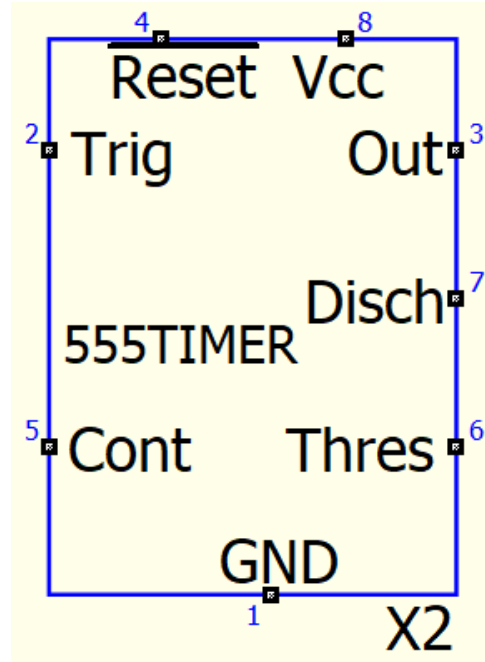 4 8
Reset Vcc
2 Trig Out 3
Disch 7
555TIMER
5 Cont Thres 6
GND
1
X2